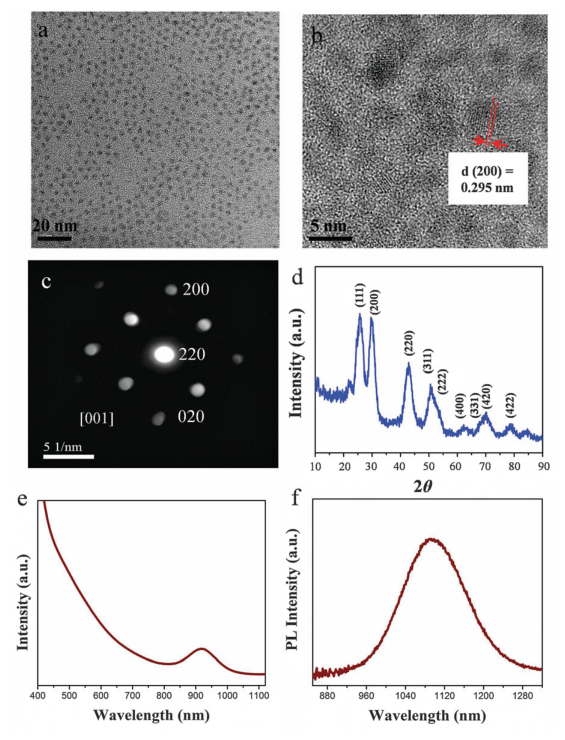 a
20 nm
b
d (200) =
0.295 nm
5 nm
c
200
220
020
[001]
5 1/nm
d
Intensity (a.u.)
(111)
(200)
(220)
(311)
(222)
(400)
(331)
(420)
(422)
10 20 30 40 50 60 70 80 90
2θ
e
Intensity (a.u.)
400 500 600 700 800 900 1000 1100
Wavelength (nm)
f
PL Intensity (a.u.)
880 960 1040 1120 1200 1280
Wavelength (nm)